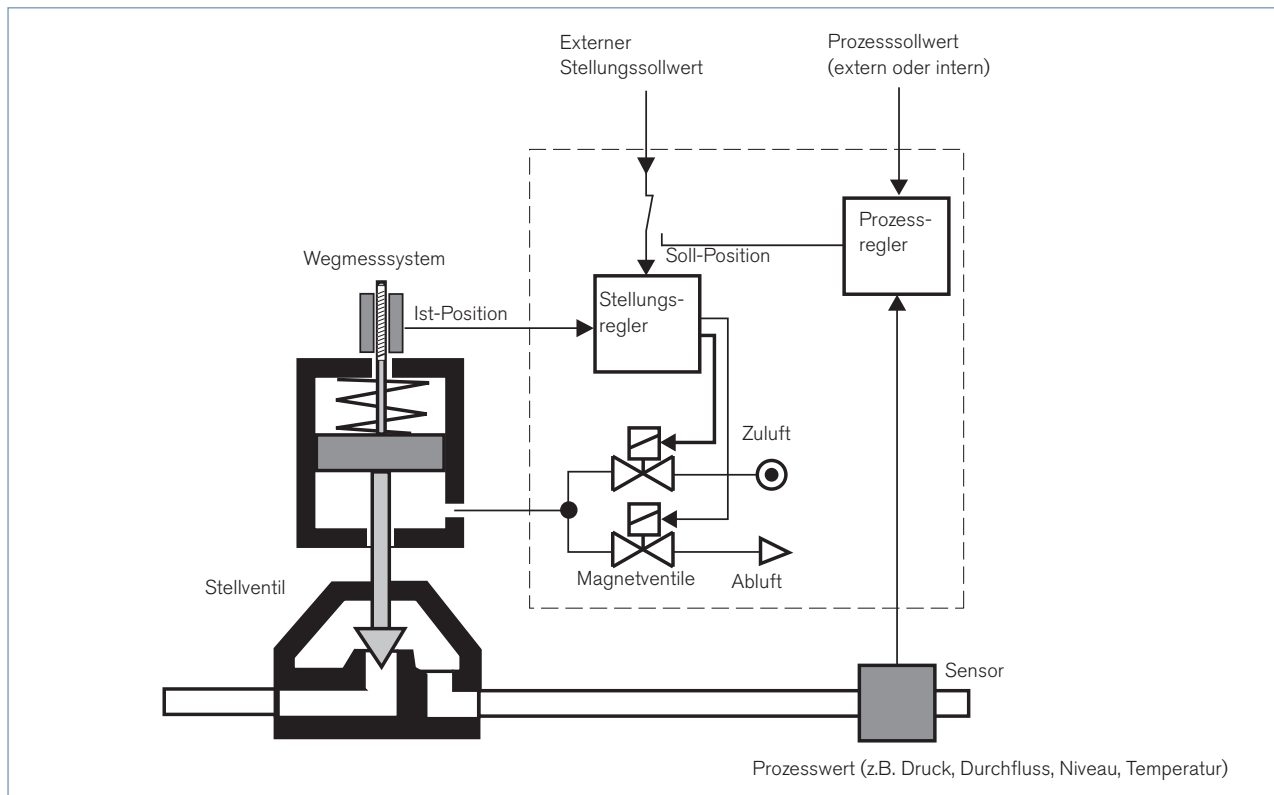 Externer
Stellungssollwert
Prozesssollwert
(extern oder intern)
Prozess-
regler
Soll-Position
Wegmesssystem
Ist-Position
Stellungs-
regler
Zuluft
Magnetventile
Abluft
Stellventil
Sensor
Prozesswert (z.B. Druck, Durchfluss, Niveau, Temperatur)